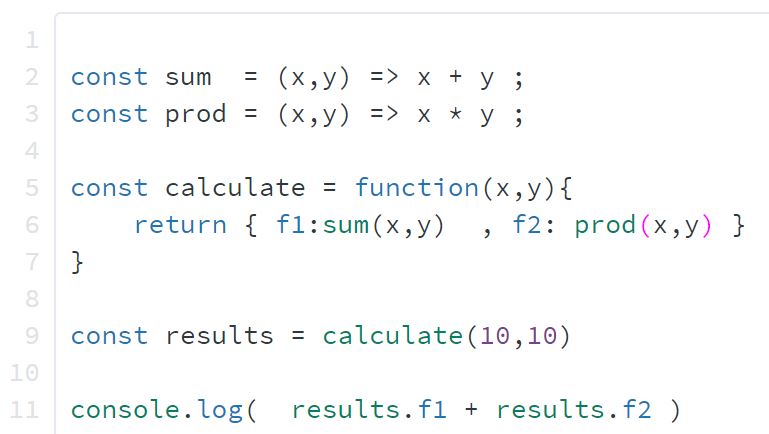 1
2 const sum  = (x,y) => x + y ;
3 const prod = (x,y) => x * y ;
4
5 const calculate = function(x,y){
6     return { f1:sum(x,y)  , f2: prod(x,y) }
7 }
8
9 const results = calculate(10,10)
10
11 console.log(  results.f1 + results.f2 )